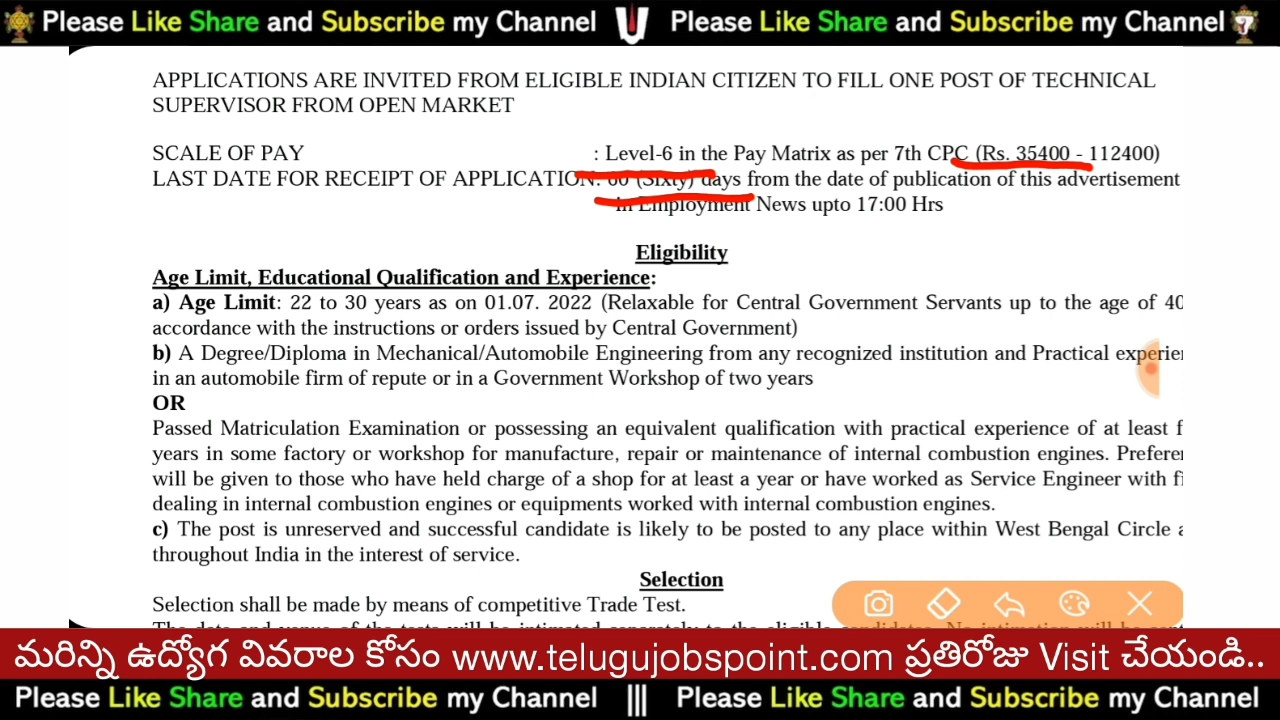 Please Like Share and Subscribe my Channel Please Like Share and Subscribe my Channel
APPLICATIONS ARE INVITED FROM ELIGIBLE INDIAN CITIZEN TO FILL ONE POST OF TECHNICAL
SUPERVISOR FROM OPEN MARKET
SCALE OF PAY : Level-6 in the Pay Matrix as per 7th CPC (Rs. 35400 - 112400)
LAST DATE FOR RECEIPT OF APPLICATION: 60 (Sixty) days from the date of publication of this advertisement
in Employment News upto 17:00 Hrs
Eligibility
Age Limit, Educational Qualification and Experience:
a) Age Limit: 22 to 30 years as on 01.07. 2022 (Relaxable for Central Government Servants up to the age of 40
accordance with the instructions or orders issued by Central Government)
b) A Degree/Diploma in Mechanical/Automobile Engineering from any recognized institution and Practical
in an automobile firm of repute or in a Government Workshop of two years
OR
Passed Matriculation Examination or possessing an equivalent qualification with practical experience of at least
years in some factory or workshop for manufacture, repair or maintenance of internal combustion engines.
will be given to those who have held charge of a shop for at least a year or have worked as Service Engineer with
dealing in internal combustion engines or equipments worked with internal combustion engines.
c) The post is unreserved and successful candidate is likely to be posted to any place within West Bengal Circle
throughout India in the interest of service.
Selection
Selection shall be made by means of competitive Trade Test.
మరిన్ని ఉద్యోగ వివరాల కోసం www.telugujobspoint.com ప్రతిరోజు Visit చేయండి..
Please Like Share and Subscribe my Channel ||| Please Like Share and Subscribe my Channel